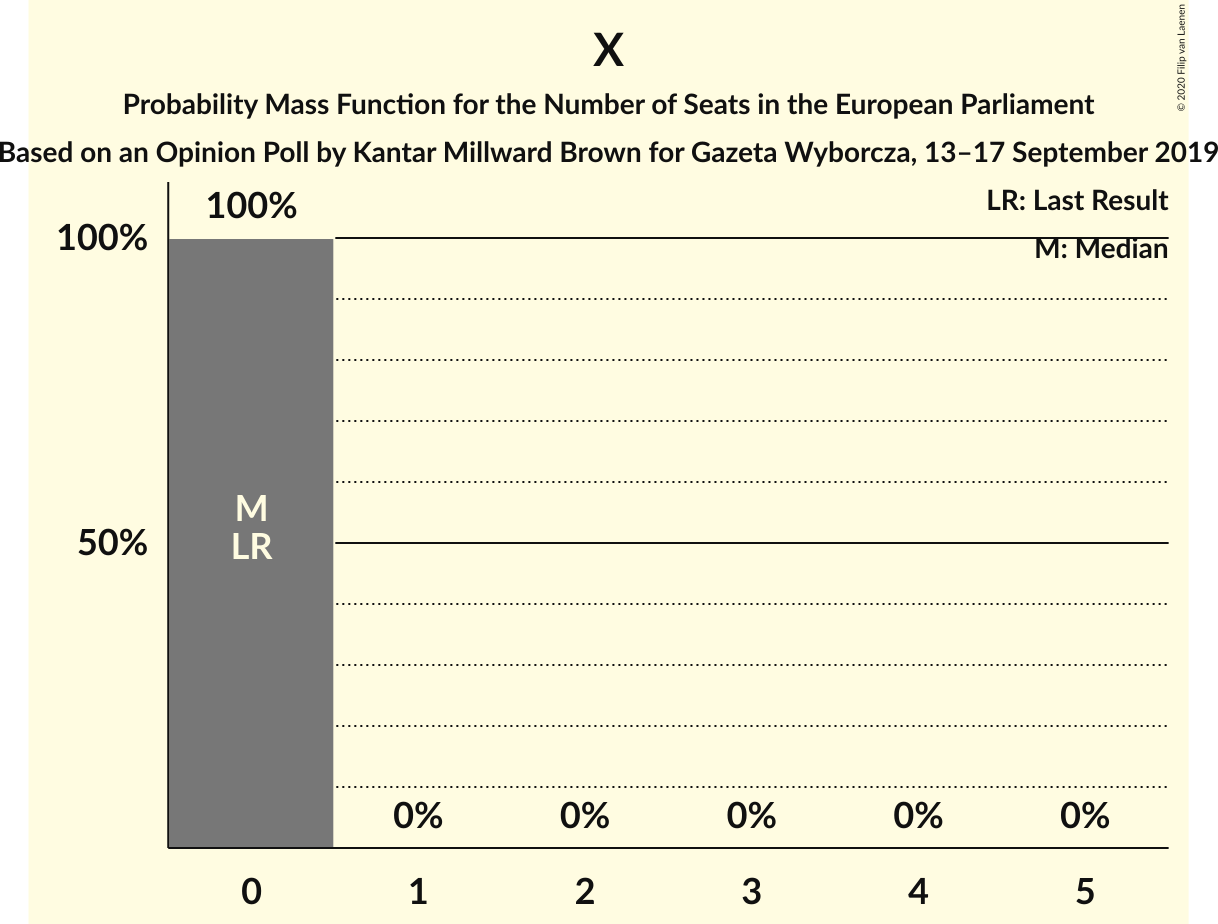 X
© 2020 Filip van Laenen
Probability Mass Function for the Number of Seats in the European Parliament
Based on an Opinion Poll by Kantar Millward Brown for Gazeta Wyborcza, 13–17 September 2019
LR: Last Result
M: Median
100%
100%
50%
M
LR
0% 0% 0% 0% 0%
0 1 2 3 4 5